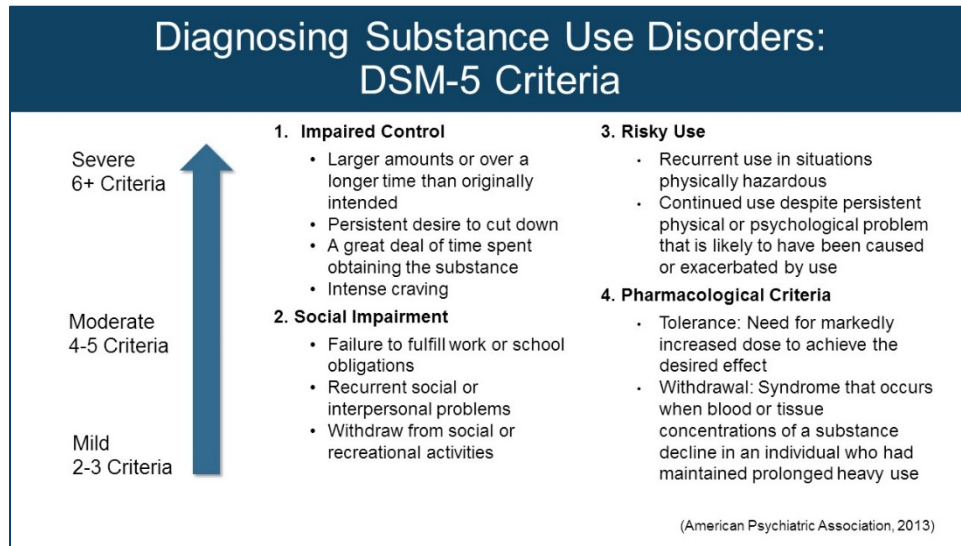 Diagnosing Substance Use Disorders:
DSM-5 Criteria
Severe
6+ Criteria
Moderate
4-5 Criteria
Mild
2-3 Criteria
1. Impaired Control
• Larger amounts or over a
longer time than originally
intended
• Persistent desire to cut down
• A great deal of time spent
obtaining the substance
• Intense craving
2. Social Impairment
• Failure to fulfill work or school
obligations
• Recurrent social or
interpersonal problems
• Withdraw from social or
recreational activities
3. Risky Use
• Recurrent use in situations
physically hazardous
• Continued use despite persistent
physical or psychological problem
that is likely to have been caused
or exacerbated by use
4. Pharmacological Criteria
• Tolerance: Need for markedly
increased dose to achieve the
desired effect
• Withdrawal: Syndrome that occurs
when blood or tissue
concentrations of a substance
decline in an individual who had
maintained prolonged heavy use
(American Psychiatric Association, 2013)